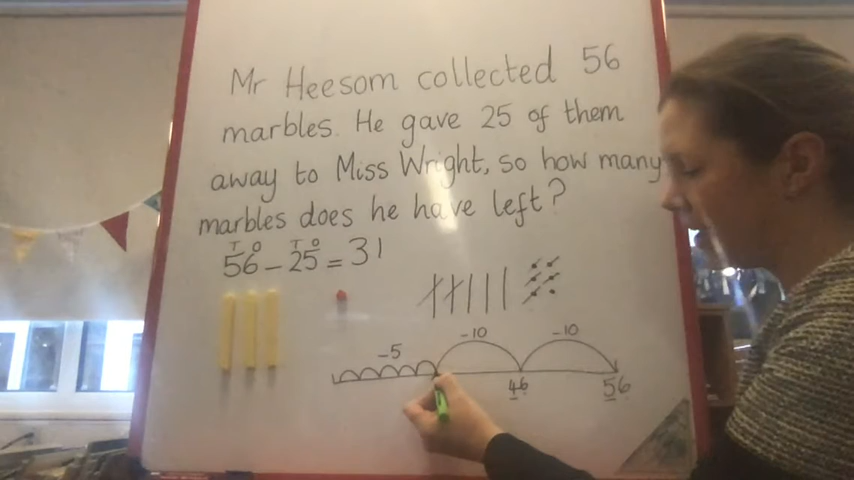 Mr Heesom collected 56
marbles. He gave 25 of them
away to Miss Wright, so how many
marbles does he have left?
T O T O
56 - 25 = 31
-5 -10 -10
46 56